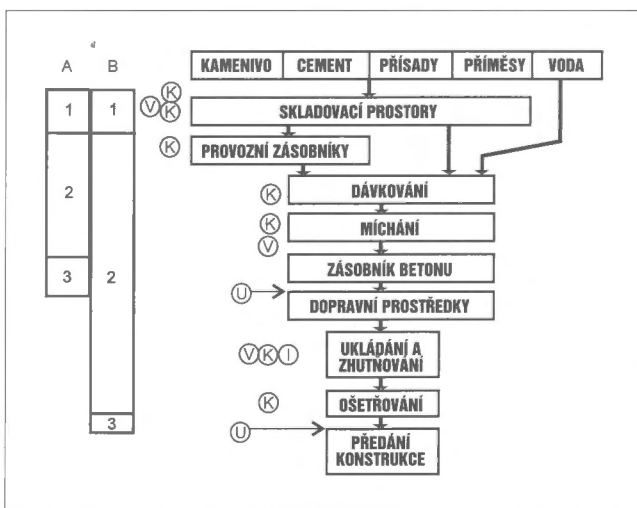 A B
KAMENIVO CEMENT PŘÍSADY PŘÍMĚSY VODA
K
1 1 V K SKLADOVACÍ PROSTORY
K PROVOZNÍ ZÁSOBNÍKY
2
K DÁVKOVÁNÍ
K MÍCHÁNÍ
V
3 2 ZÁSOBNÍK BETONU
U DOPRAVNÍ PROSTŘEDKY
V K I UKLÁDÁNÍ A
ZHUTŇOVÁNÍ
K OŠETŘOVÁNÍ
3
U PŘEDÁNÍ
KONSTRUKCE